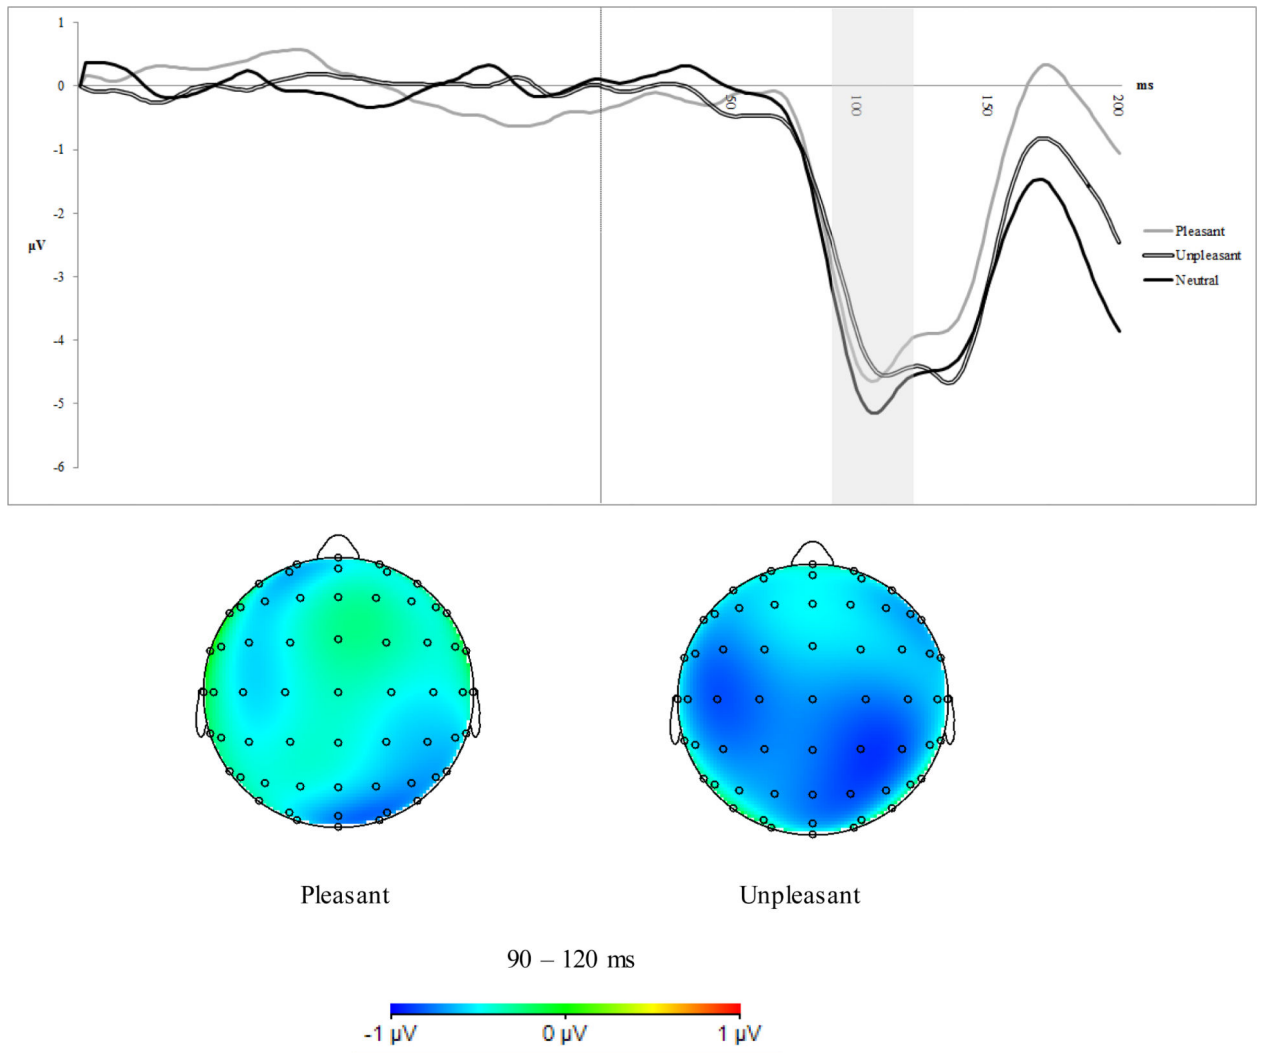 1
0
-1
-2
-3
-4
-5
-6
µV
50
100
150
200
ms
Pleasant
Unpleasant
Neutral
Pleasant Unpleasant
90 – 120 ms
-1 µV 0 µV 1 µV